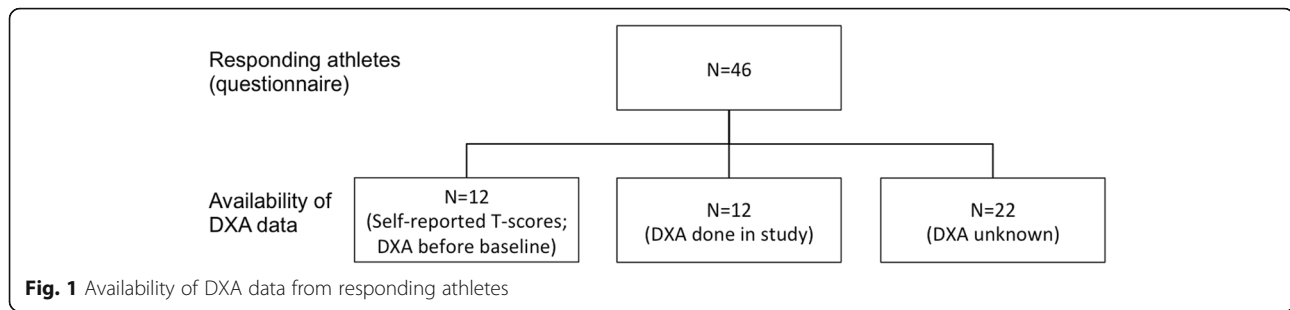 Responding athletes
(questionnaire)
N=46
Availability of
DXA data
N=12
(Self-reported T-scores;
DXA before baseline)
N=12
(DXA done in study)
N=22
(DXA unknown)
Fig. 1 Availability of DXA data from responding athletes